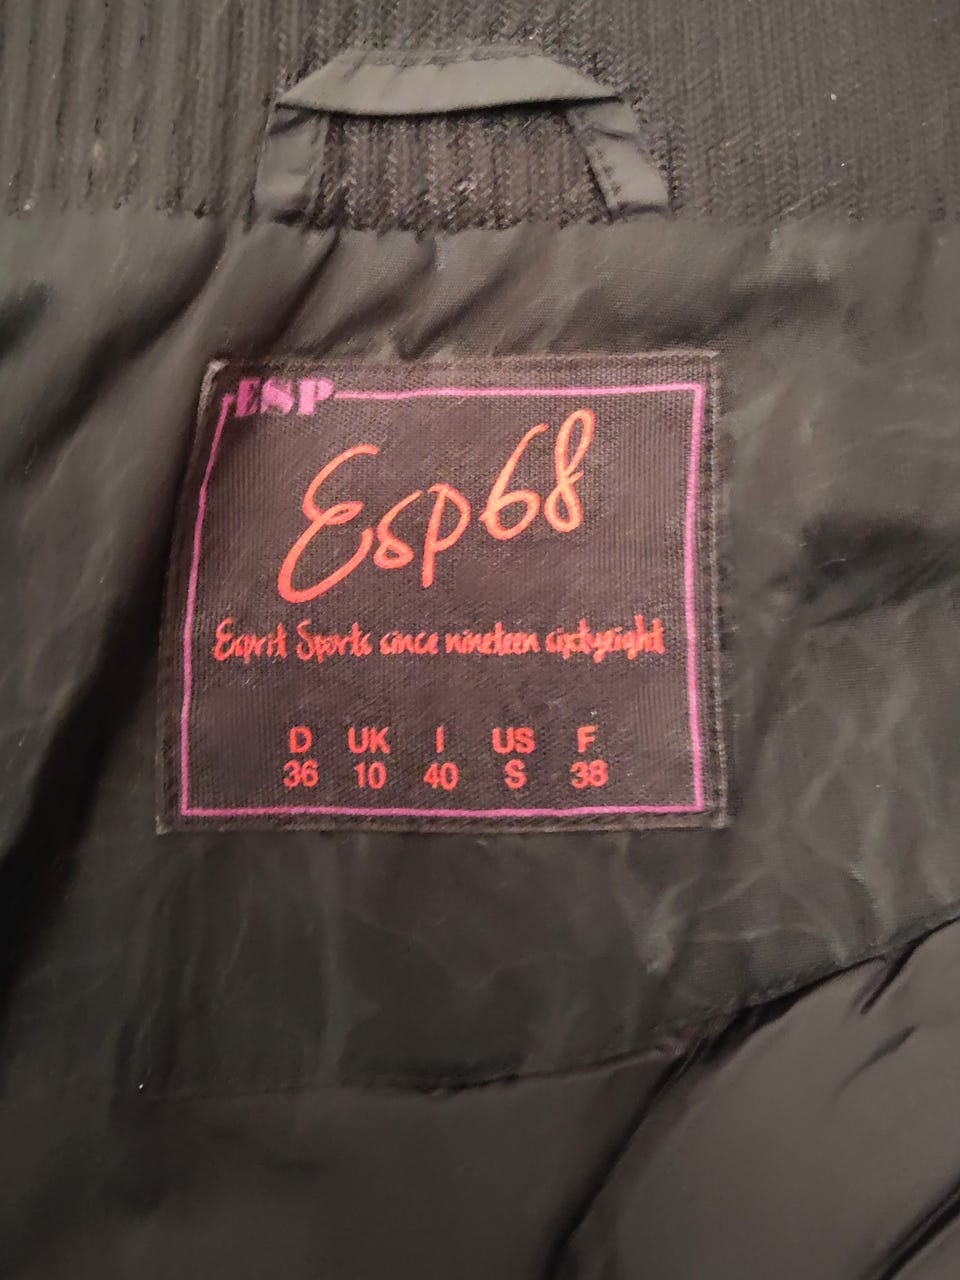 ESP
Esp68
Esprit Sports since nineteen sixtyeight
D UK I US F
36 10 40 S 38